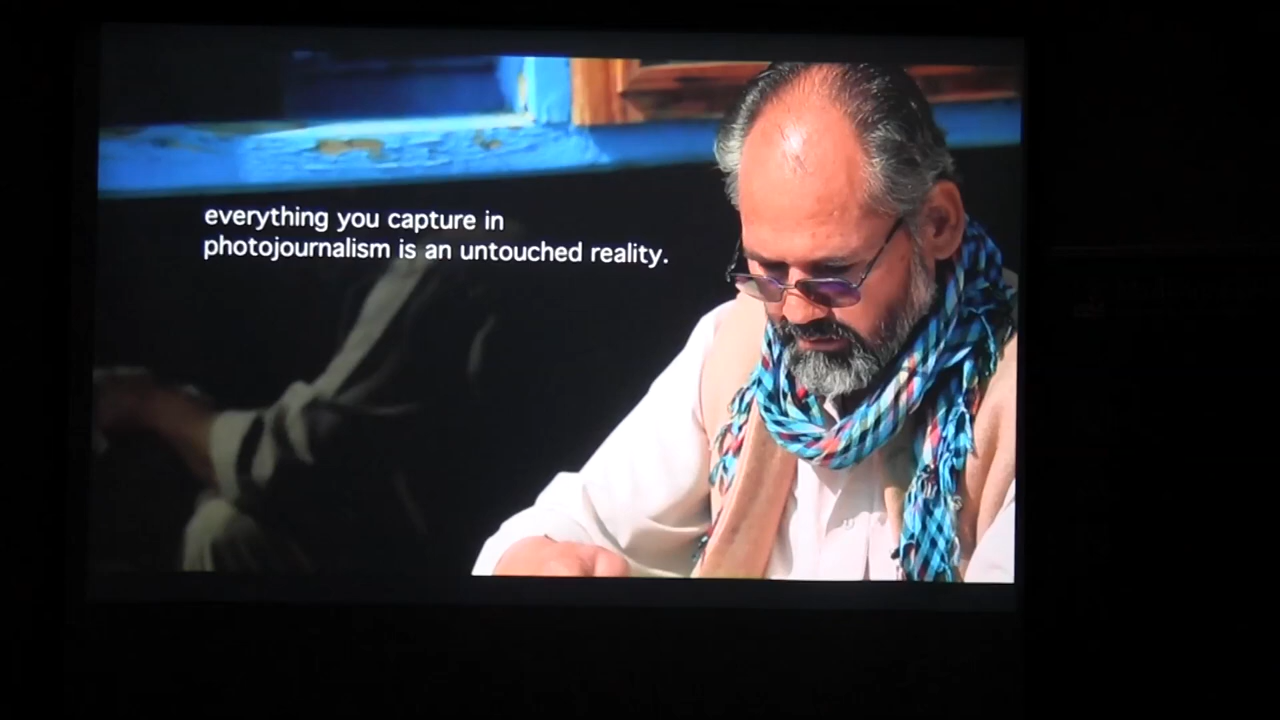 everything you capture in
photojournalism is an untouched reality.